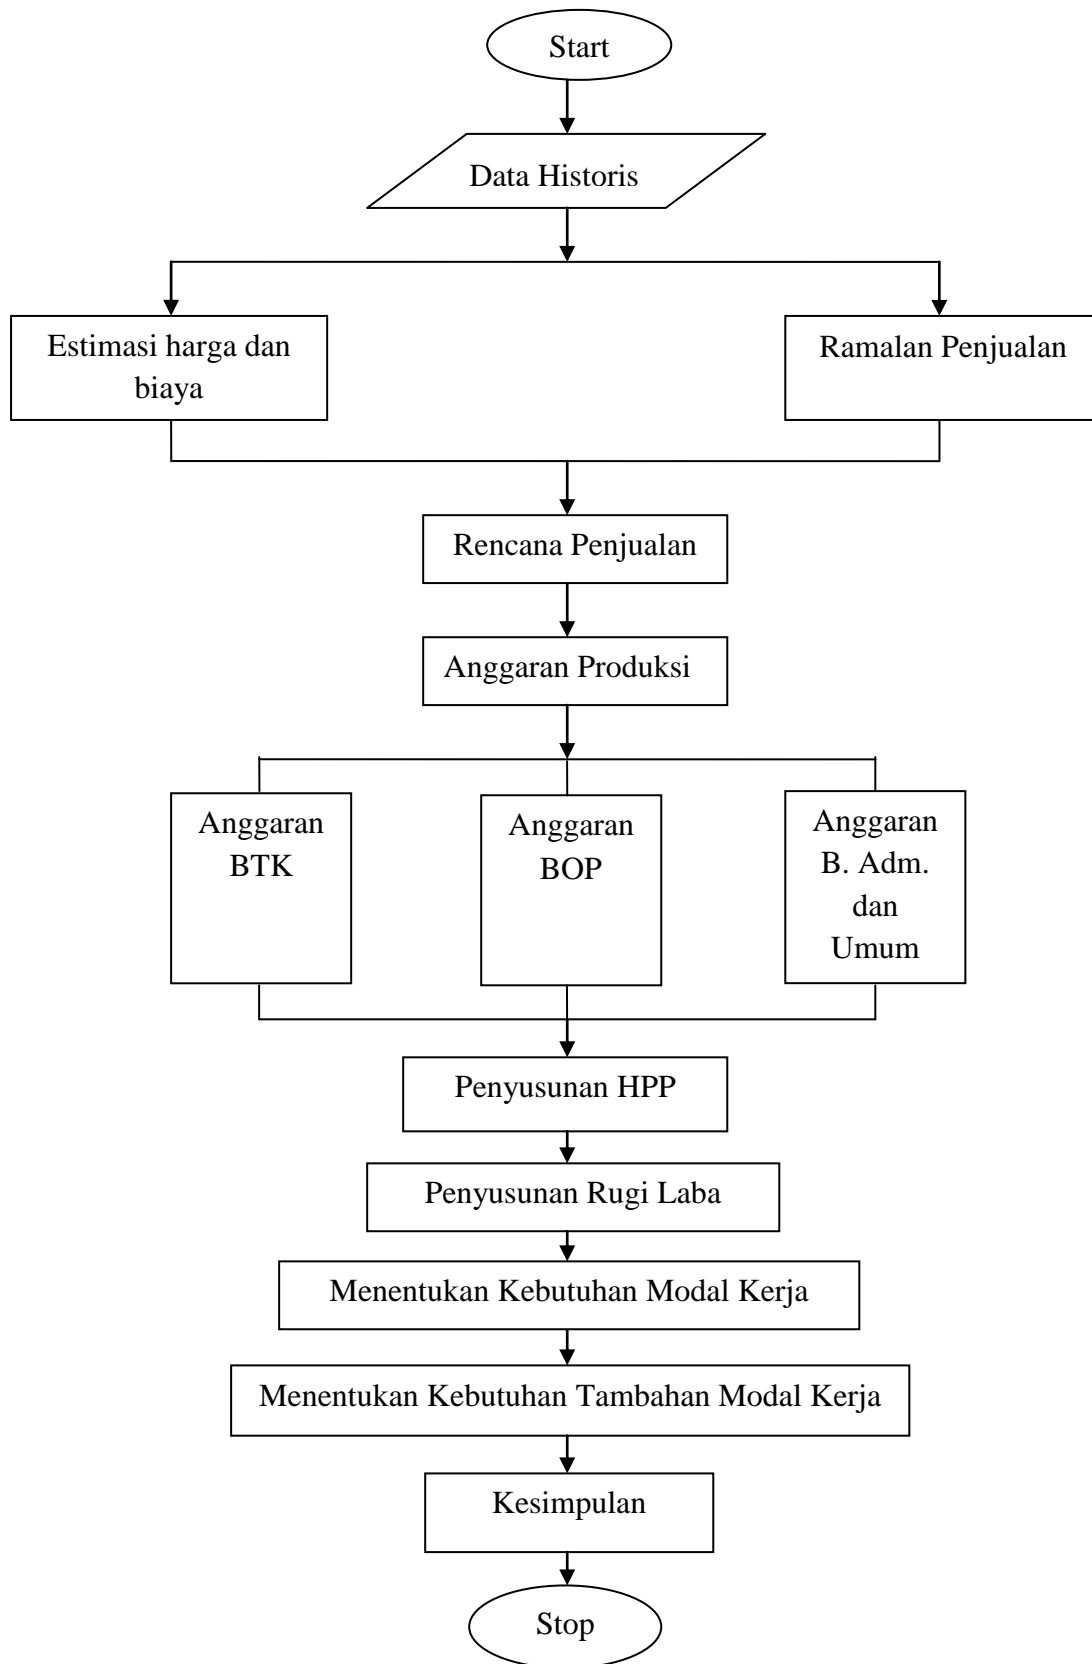 Start
Data Historis
Estimasi harga dan
biaya
Ramalan Penjualan
Rencana Penjualan
Anggaran Produksi
Anggaran
BTK
Anggaran
BOP
Anggaran
B. Adm.
dan
Umum
Penyusunan HPP
Penyusunan Rugi Laba
Menentukan Kebutuhan Modal Kerja
Menentukan Kebutuhan Tambahan Modal Kerja
Kesimpulan
Stop